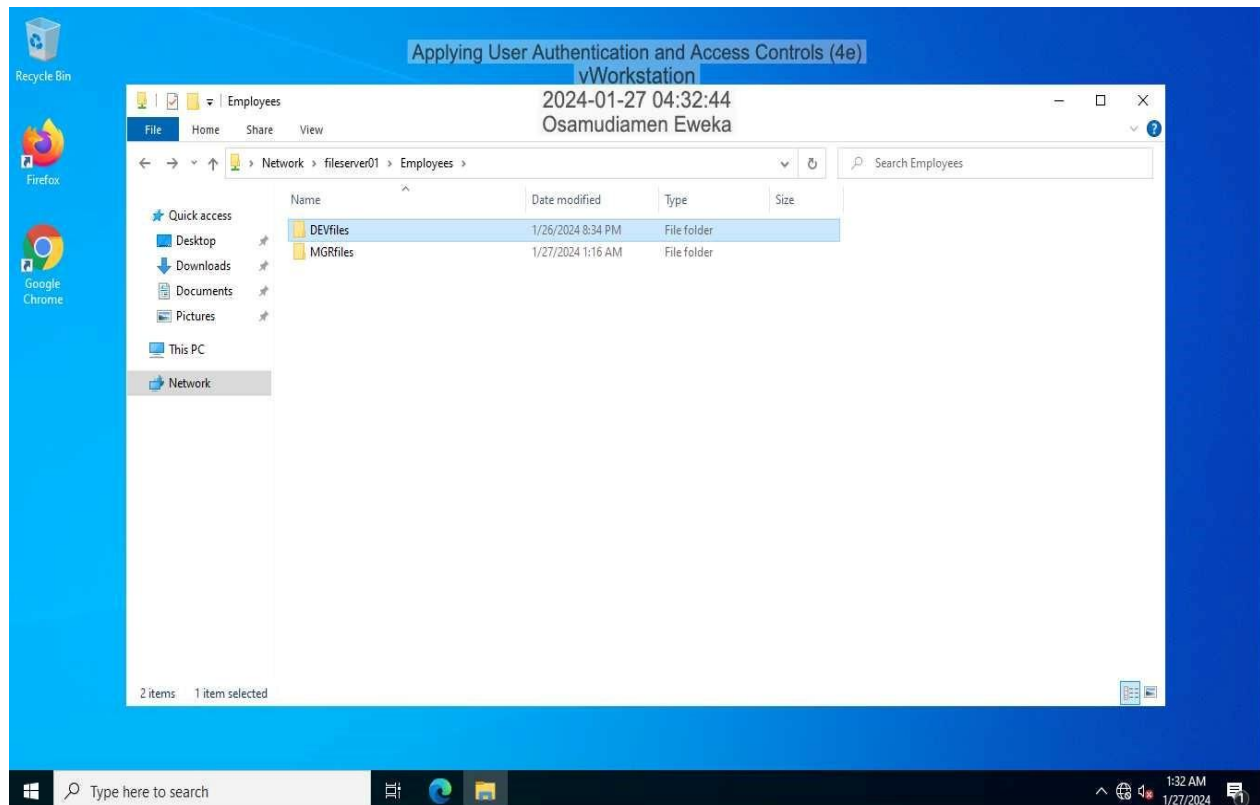 Recycle Bin
Firefox
Google
Chrome
Applying User Authentication and Access Controls (4e)
vWorkstation
2024-01-27 04:32:44
Osamudiamen Eweka
Employees
File Home Share View
Network › fileserver01 › Employees ›
Search Employees
Quick access
Desktop
Downloads
Documents
Pictures
This PC
Network
Name Date modified Type Size
DEVfiles 1/26/2024 8:34 PM File folder
MGRfiles 1/27/2024 1:16 AM File folder
2 items 1 item selected
Type here to search
1:32 AM
1/27/2024
1